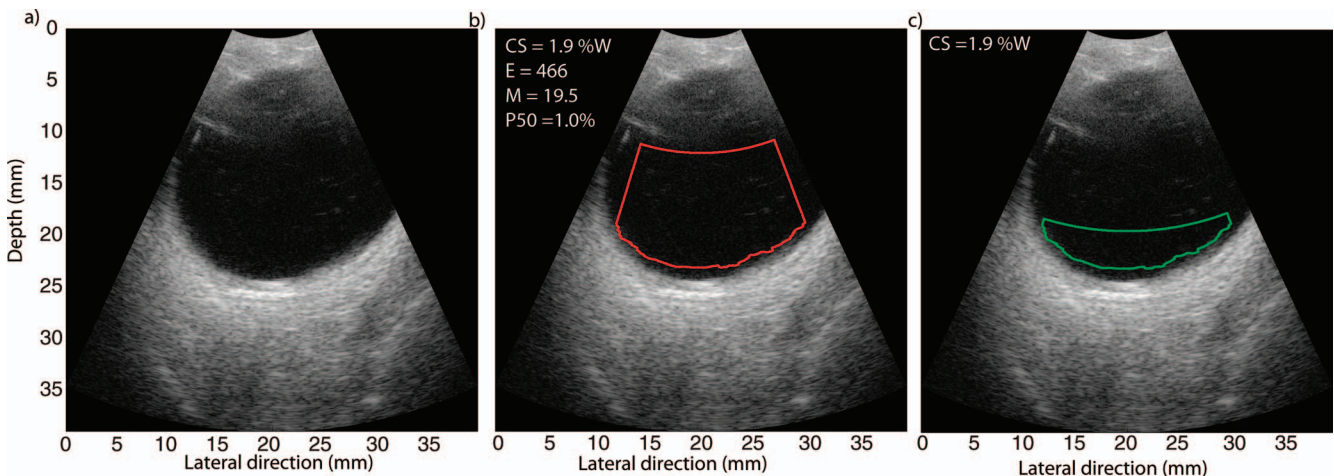 a)
b)
c)
CS = 1.9 %W
E = 466
M = 19.5
P50 =1.0%
CS =1.9 %W
Depth (mm)
0
5
10
15
20
25
30
35
0 5 10 15 20 25 30 35
Lateral direction (mm)
0 5 10 15 20 25 30 35
Lateral direction (mm)
0 5 10 15 20 25 30 35
Lateral direction (mm)